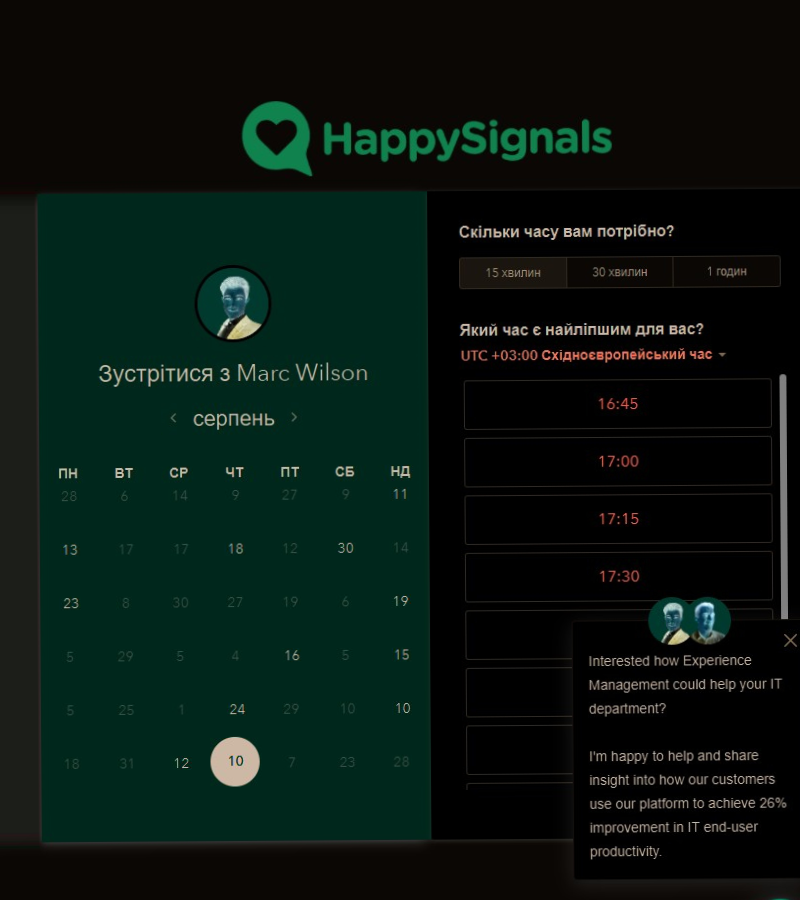 HappySignals
Зустрітися з Marc Wilson
серпень
ПН ВТ СР ЧТ ПТ СБ НД
28 6 14 9 27 9 11
13 17 17 18 12 30 14
23 8 30 27 19 6 19
5 29 5 4 16 5 15
5 25 1 24 29 10 10
18 31 12 10 7 23 28
Скільки часу вам потрібно?
15 хвилин 30 хвилин 1 годин
Який час є найліпшим для вас?
UTC +03:00 Східноєвропейський час
16:45
17:00
17:15
17:30
Interested how Experience
Management could help your IT
department?
I'm happy to help and share
insight into how our customers
use our platform to achieve 26%
improvement in IT end-user
productivity.